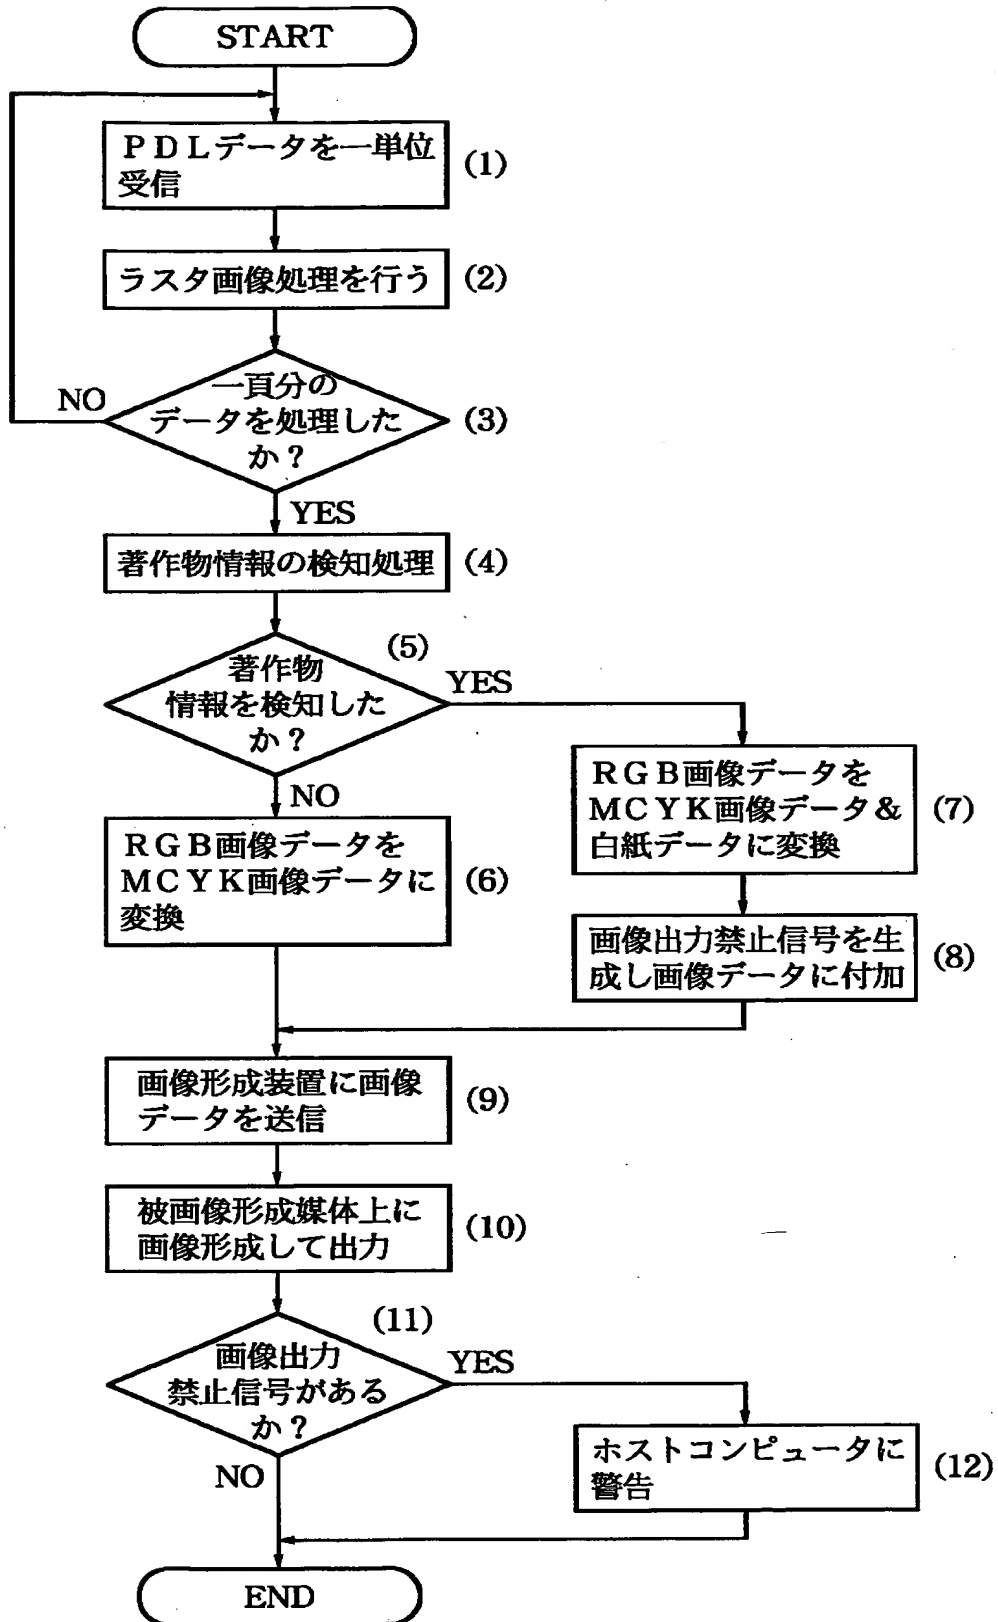 START
ＰＤＬデータを一単位
受信
(1)
ラスタ画像処理を行う
(2)
一頁分の
データを処理した
か？
(3)
NO
YES
著作物情報の検知処理
(4)
(5)
著作物
情報を検知した
か？
YES
NO
ＲＧＢ画像データを
ＭＣＹＫ画像データに
変換
(6)
ＲＧＢ画像データを
ＭＣＹＫ画像データ＆
白紙データに変換
(7)
画像出力禁止信号を生
成し画像データに付加
(8)
画像形成装置に画像
データを送信
(9)
被画像形成媒体上に
画像形成して出力
(10)
(11)
画像出力
禁止信号がある
か？
YES
NO
ホストコンピュータに
警告
(12)
END